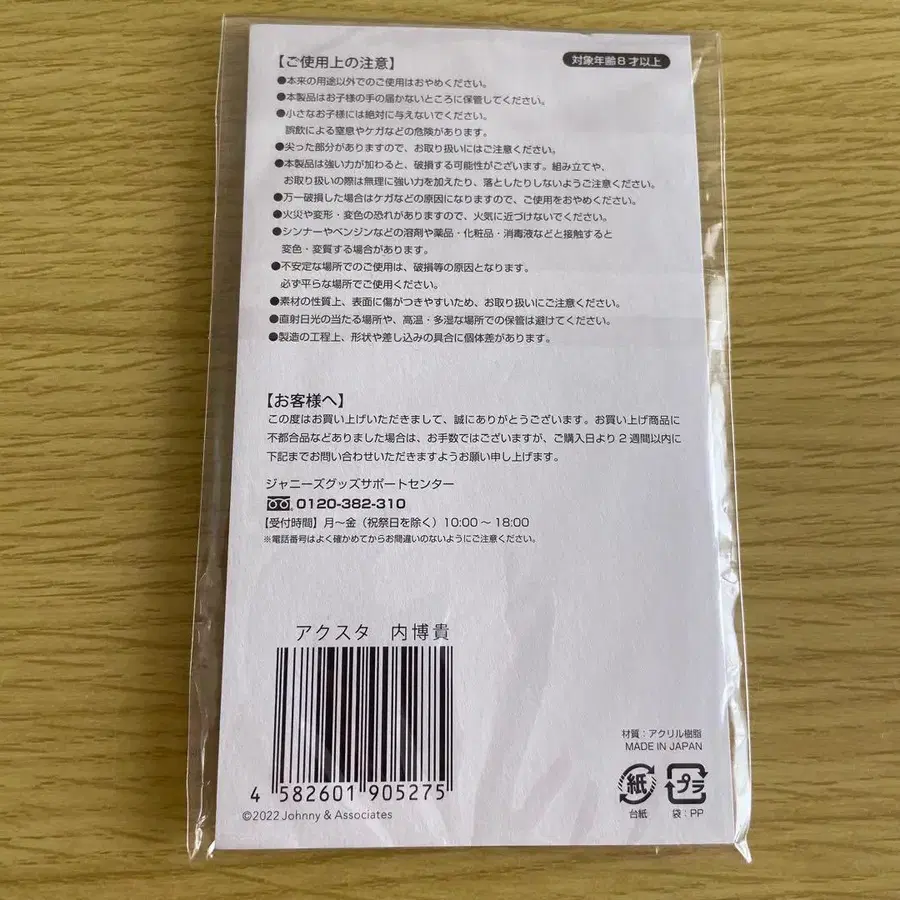 【ご使用上の注意】
対象年齢8才以上
●本来の用途以外でのご使用はおやめください。
●本製品はお子様の手の届かないところに保管してください。
●小さなお子様には絶対に与えないでください。
誤飲による窒息やケガなどの危険があります。
●尖った部分がありますので、お取り扱いにはご注意ください。
●本製品は強い力が加わると、破損する可能性がございます。組み立てや、
お取り扱いの際は無理に強い力を加えたり、落としたりしないようご注意ください。
●万一破損した場合はケガなどの原因になりますので、ご使用をおやめください。
●火災や変形・変色の恐れがありますので、火気に近づけないでください。
●シンナーやベンジンなどの溶剤や薬品・化粧品・消毒液などと接触すると
変色・変質する場合があります。
●不安定な場所でのご使用は、破損等の原因となります。
必ず平らな場所でご使用ください。
●素材の性質上、表面に傷がつきやすいため、お取り扱いにご注意ください。
●直射日光の当たる場所や、高温・多湿な場所での保管は避けてください。
●製造の工程上、形状や差し込みの具合に個体差があります。
【お客様へ】
この度はお買い上げいただきまして、誠にありがとうございます。お買い上げ商品に
不都合品などありました場合は、お手数ではございますが、ご購入日より2週間以内に
下記までお問い合わせいただきますようお願い申し上げます。
ジャニーズグッズサポートセンター
0120-382-310
【受付時間】月〜金（祝祭日を除く）10:00〜18:00
※電話番号はよく確かめてからお間違いのないようにご注意ください。
アクスタ 内博貴
4 582601 905275
©2022 Johnny & Associates
材質：アクリル樹脂
MADE IN JAPAN
紙
プラ
台紙
袋：PP